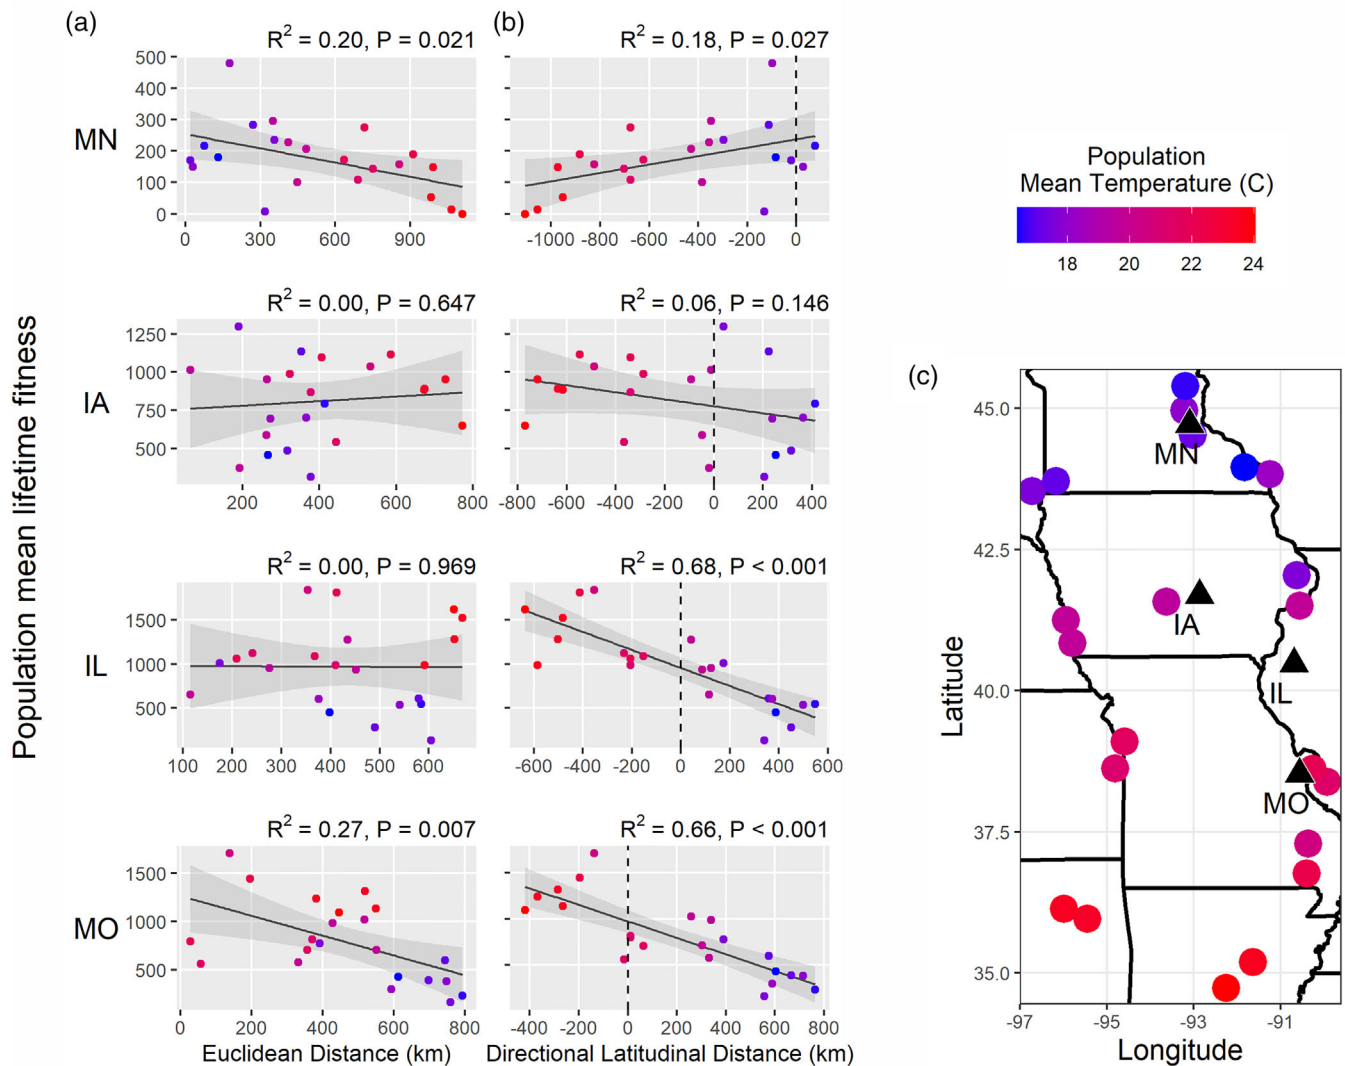 (a)
(b)
R² = 0.20, P = 0.021
R² = 0.18, P = 0.027
MN
500
400
300
200
100
0
0 300 600 900
-1000 -800 -600 -400 -200 0
R² = 0.00, P = 0.647
R² = 0.06, P = 0.146
IA
1250
1000
750
500
200 400 600 800
-800 -600 -400 -200 0 200 400
R² = 0.00, P = 0.969
R² = 0.68, P < 0.001
IL
1500
1000
500
100 200 300 400 500 600
-600 -400 -200 0 200 400 600
R² = 0.27, P = 0.007
R² = 0.66, P < 0.001
MO
1500
1000
500
0 200 400 600 800
-400 -200 0 200 400 600 800
Population mean lifetime fitness
Euclidean Distance (km)
Directional Latitudinal Distance (km)
Population
Mean Temperature (C)
18 20 22 24
(c)
45.0
42.5
40.0
37.5
35.0
Latitude
MN
IA
IL
MO
-97 -95 -93 -91
Longitude